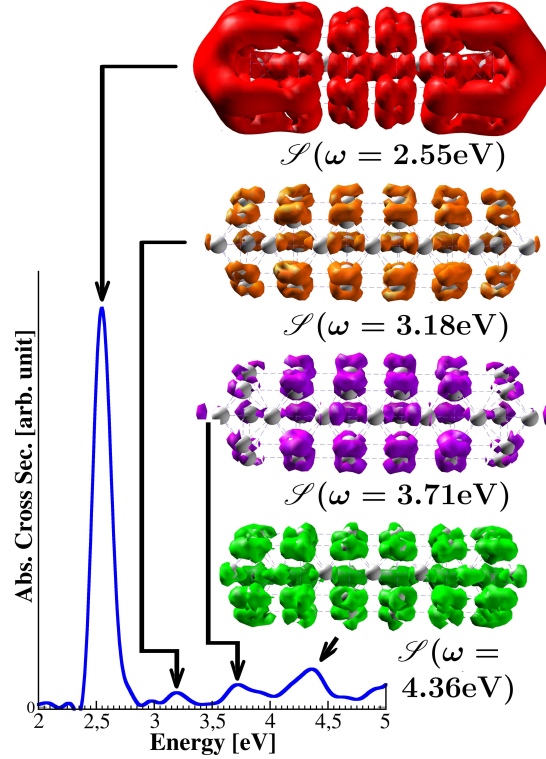 𝒮(ω = 2.55eV)
𝒮(ω = 3.18eV)
𝒮(ω = 3.71eV)
𝒮(ω =
4.36eV)
Abs. Cross Sec. [arb. unit]
0
2 2,5 3 3,5 4 4,5 5
Energy [eV]